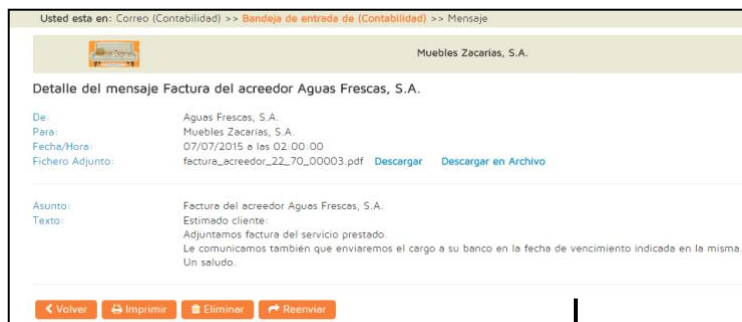 Usted esta en: Correo (Contabilidad) >> Bandeja de entrada de (Contabilidad) >> Mensaje
Muebles Zacarias, S.A.
Detalle del mensaje Factura del acreedor Aguas Frescas, S.A.
De: Aguas Frescas, S.A.
Para: Muebles Zacarias, S.A.
Fecha/Hora: 07/07/2015 a las 02:00:00
Fichero Adjunto: factura_acreedor_22_70_00003.pdf Descargar Descargar en Archivo
Asunto: Factura del acreedor Aguas Frescas, S.A.
Texto: Estimado cliente:
Adjuntamos factura del servicio prestado.
Le comunicamos también que enviaremos el cargo a su banco en la fecha de vencimiento indicada en la misma.
Un saludo.
Volver Imprimir Eliminar Reenviar